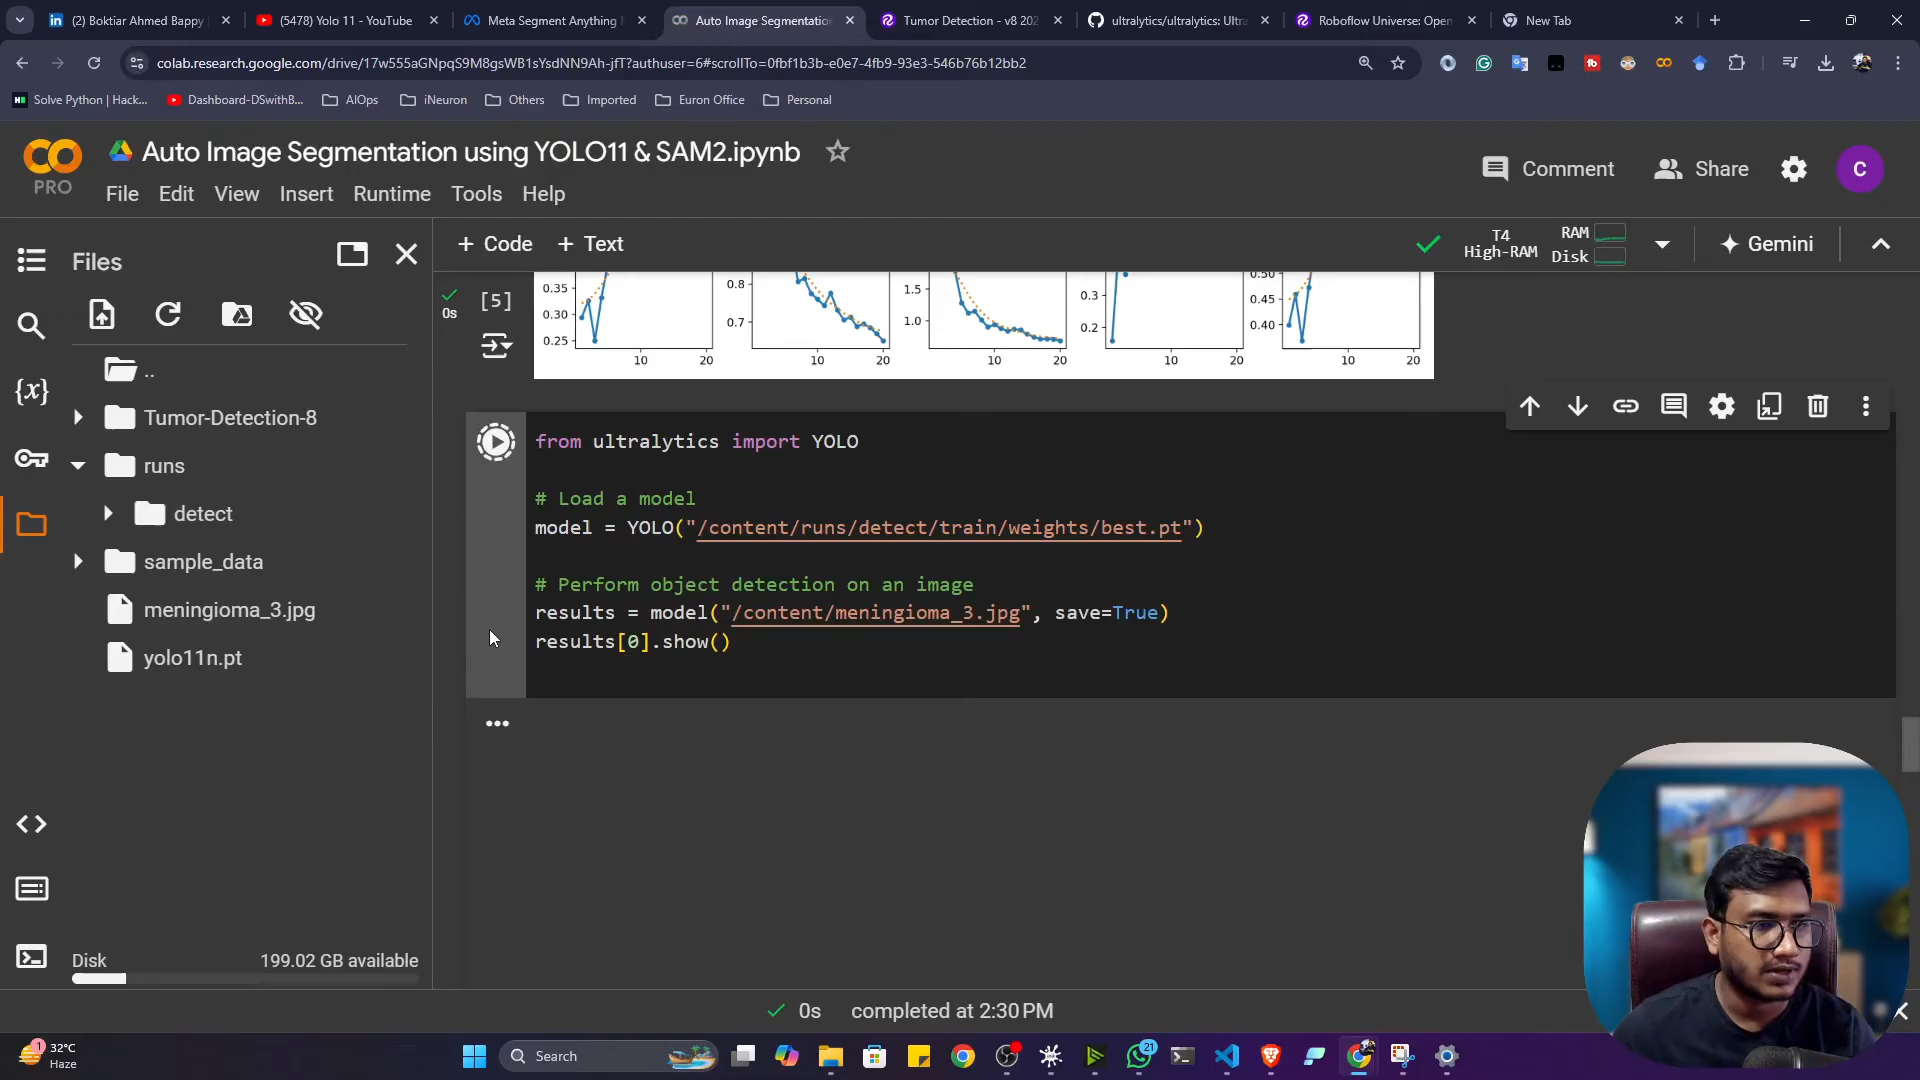 (2) Boktiar Ahmed Bappy
(5478) Yolo 11 - YouTube
Meta Segment Anything
Auto Image Segmentatio
Tumor Detection - v8 202
ultralytics/ultralytics: Ultra
Roboflow Universe: Open
New Tab
colab.research.google.com/drive/17w555aGNpqS9M8gsWB1sYsdNN9Ah-jfT?authuser=6#scrollTo=0fbf1b3b-e0e7-4fb9-93e3-546b76b12bb2
Solve Python | Hack...
Dashboard-DSwithB...
AIOps
iNeuron
Others
Imported
Euron Office
Personal
PRO
Auto Image Segmentation using YOLO11 & SAM2.ipynb
File Edit View Insert Runtime Tools Help
Comment
Share
C
Files
+ Code + Text
T4
High-RAM
RAM
Disk
Gemini
..
Tumor-Detection-8
runs
detect
sample_data
meningioma_3.jpg
yolo11n.pt
Disk 199.02 GB available
0s
[5]
0.35
0.30
0.25
10 20
0.8
0.7
10 20
1.5
1.0
10 20
0.3
0.2
10 20
0.50
0.45
0.40
10 20
from ultralytics import YOLO
# Load a model
model = YOLO("/content/runs/detect/train/weights/best.pt")
# Perform object detection on an image
results = model("/content/meningioma_3.jpg", save=True)
results[0].show()
0s completed at 2:30 PM
1
32°C
Haze
Search
21